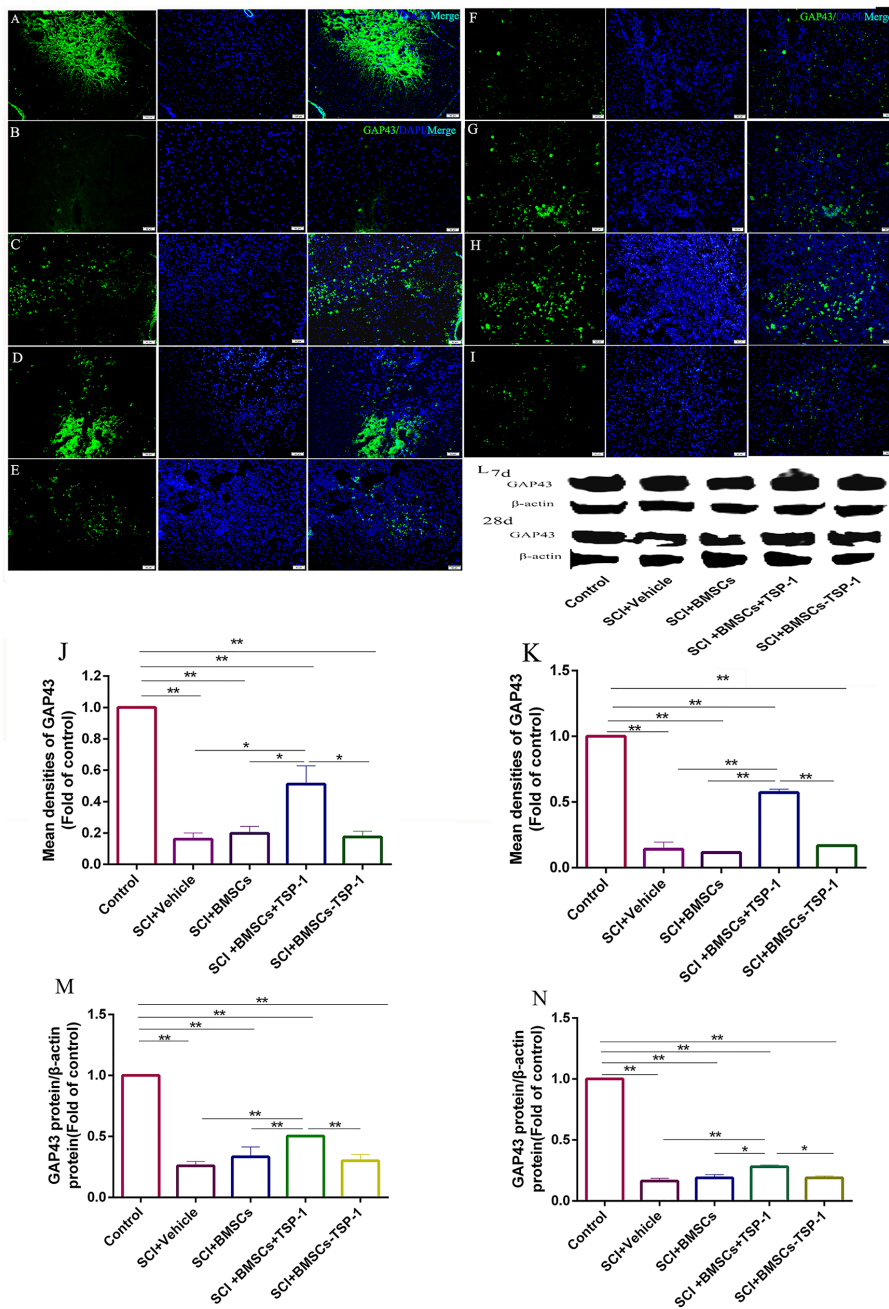 A
Merge
F
GAP43/DAPI/Merge
B
GAP43/DAPI/Merge
G
C
H
D
I
E
L 7d
GAP43
β-actin
28d
GAP43
β-actin
Control
SCI+Vehicle
SCI+BMSCs
SCI +BMSCs+TSP-1
SCI+BMSCs-TSP-1
J
Mean densities of GAP43
(Fold of control)
1.2
1.0
0.8
0.6
0.4
0.2
0.0
**
**
**
**
*
*
*
Control
SCI+Vehicle
SCI+BMSCs
SCI +BMSCs+TSP-1
SCI+BMSCs-TSP-1
K
Mean densities of GAP43
(Fold of control)
1.5
1.0
0.5
0.0
**
**
**
**
**
**
**
Control
SCI+Vehicle
SCI+BMSCs
SCI +BMSCs+TSP-1
SCI+BMSCs-TSP-1
M
GAP43 protein/β-actin
protein(Fold of control)
1.5
1.0
0.5
0.0
**
**
**
**
**
**
**
Control
SCI+Vehicle
SCI+BMSCs
SCI +BMSCs+TSP-1
SCI+BMSCs-TSP-1
N
GAP43 protein/β-actin
protein(Fold of control)
1.5
1.0
0.5
0.0
**
**
**
**
**
*
*
Control
SCI+Vehicle
SCI+BMSCs
SCI +BMSCs+TSP-1
SCI+BMSCs-TSP-1